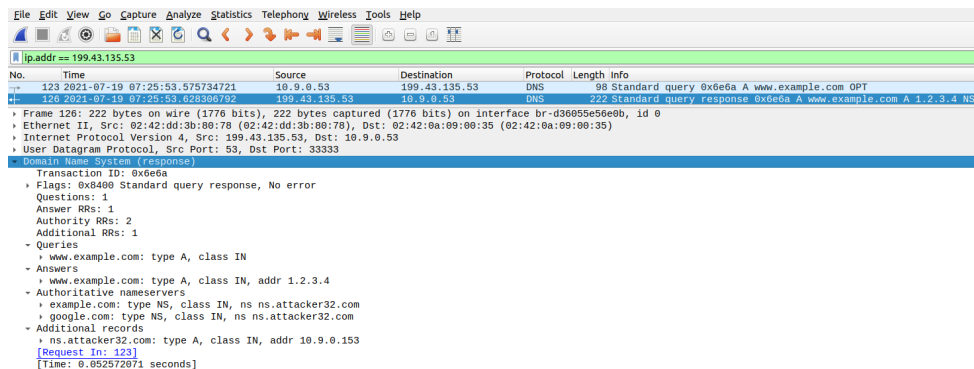 File Edit View Go Capture Analyze Statistics Telephony Wireless Tools Help
ip.addr == 199.43.135.53
No. Time Source Destination Protocol Length Info
123 2021-07-19 07:25:53.575734721 10.9.0.53 199.43.135.53 DNS 98 Standard query 0x6e6a A www.example.com OPT
126 2021-07-19 07:25:53.628306792 199.43.135.53 10.9.0.53 DNS 222 Standard query response 0x6e6a A www.example.com A 1.2.3.4 NS
Frame 126: 222 bytes on wire (1776 bits), 222 bytes captured (1776 bits) on interface br-d36055e56e0b, id 0
Ethernet II, Src: 02:42:dd:3b:80:78 (02:42:dd:3b:80:78), Dst: 02:42:0a:09:00:35 (02:42:0a:09:00:35)
Internet Protocol Version 4, Src: 199.43.135.53, Dst: 10.9.0.53
User Datagram Protocol, Src Port: 53, Dst Port: 33333
Domain Name System (response)
Transaction ID: 0x6e6a
Flags: 0x8400 Standard query response, No error
Questions: 1
Answer RRs: 1
Authority RRs: 2
Additional RRs: 1
Queries
www.example.com: type A, class IN
Answers
www.example.com: type A, class IN, addr 1.2.3.4
Authoritative nameservers
example.com: type NS, class IN, ns ns.attacker32.com
google.com: type NS, class IN, ns ns.attacker32.com
Additional records
ns.attacker32.com: type A, class IN, addr 10.9.0.153
[Request In: 123]
[Time: 0.052572071 seconds]